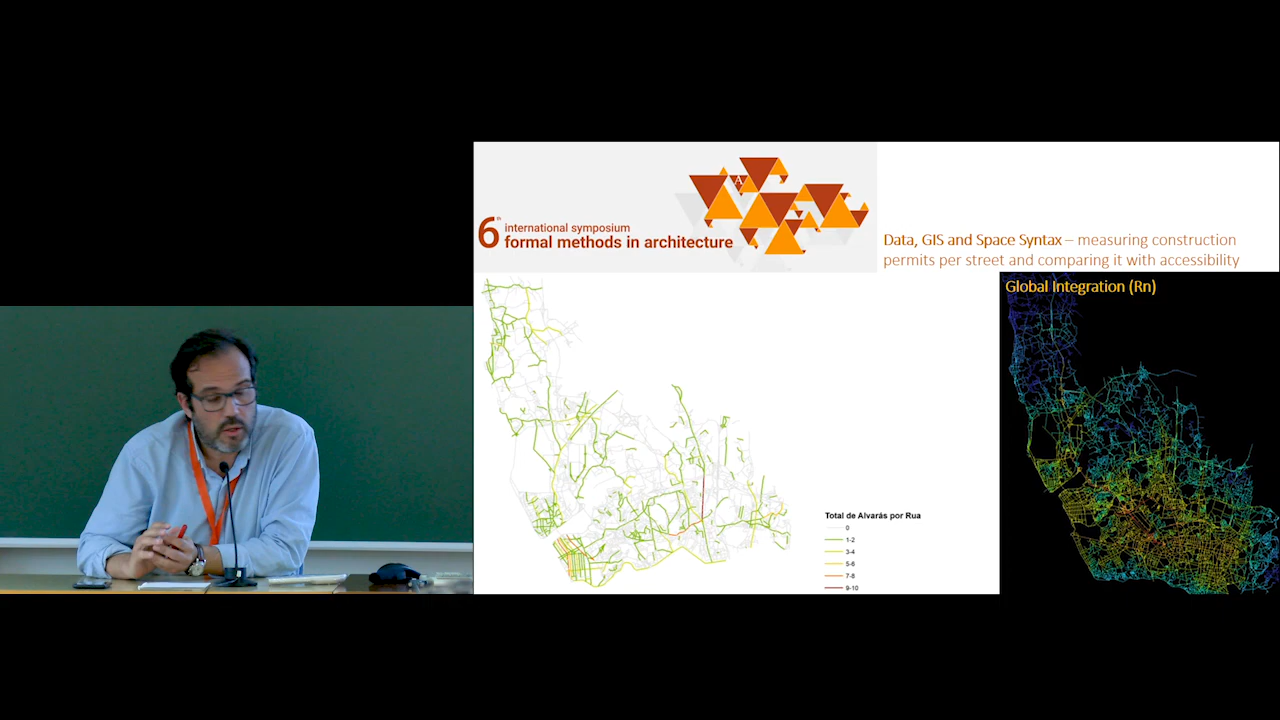 6th
international symposium
formal methods in architecture
A
Data, GIS and Space Syntax – measuring construction
permits per street and comparing it with accessibility
Global Integration (Rn)
Total de Alvarás por Rua
0
1-2
3-4
5-6
7-8
9-10